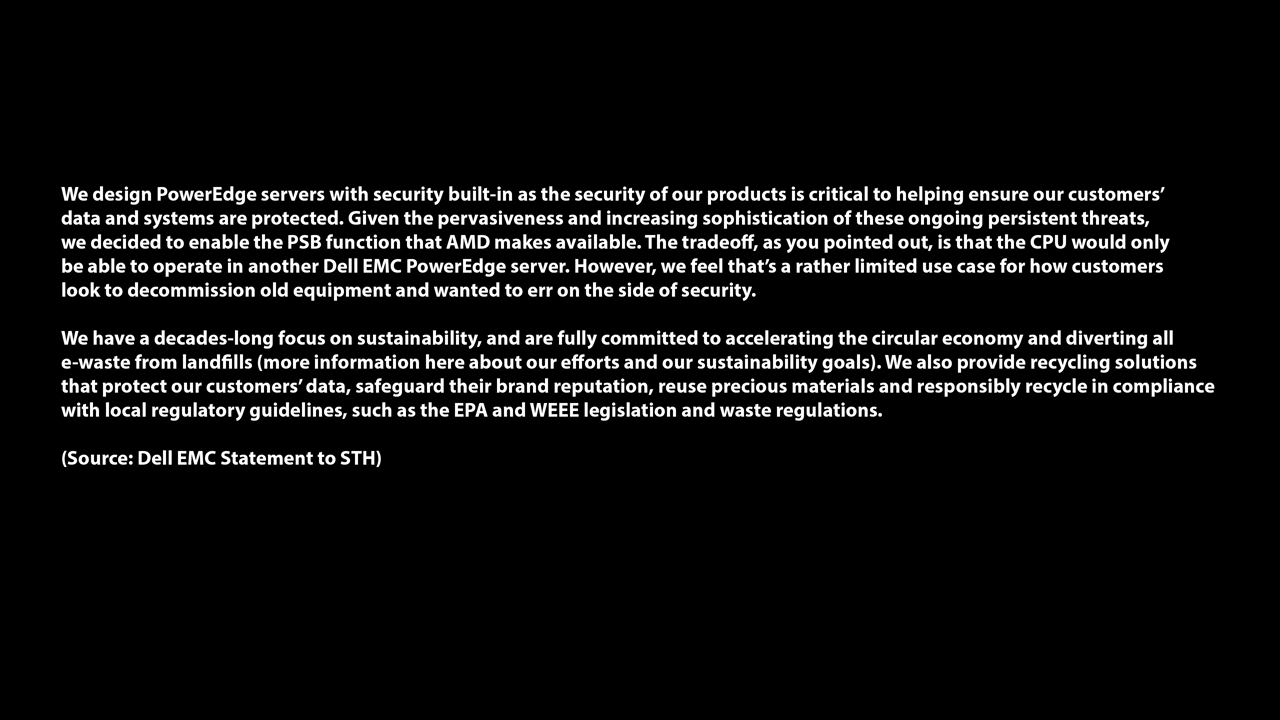 We design PowerEdge servers with security built-in as the security of our products is critical to helping ensure our customers’
data and systems are protected. Given the pervasiveness and increasing sophistication of these ongoing persistent threats,
we decided to enable the PSB function that AMD makes available. The tradeoff, as you pointed out, is that the CPU would only
be able to operate in another Dell EMC PowerEdge server. However, we feel that’s a rather limited use case for how customers
look to decommission old equipment and wanted to err on the side of security.
We have a decades-long focus on sustainability, and are fully committed to accelerating the circular economy and diverting all
e-waste from landfills (more information here about our efforts and our sustainability goals). We also provide recycling solutions
that protect our customers’ data, safeguard their brand reputation, reuse precious materials and responsibly recycle in compliance
with local regulatory guidelines, such as the EPA and WEEE legislation and waste regulations.
(Source: Dell EMC Statement to STH)